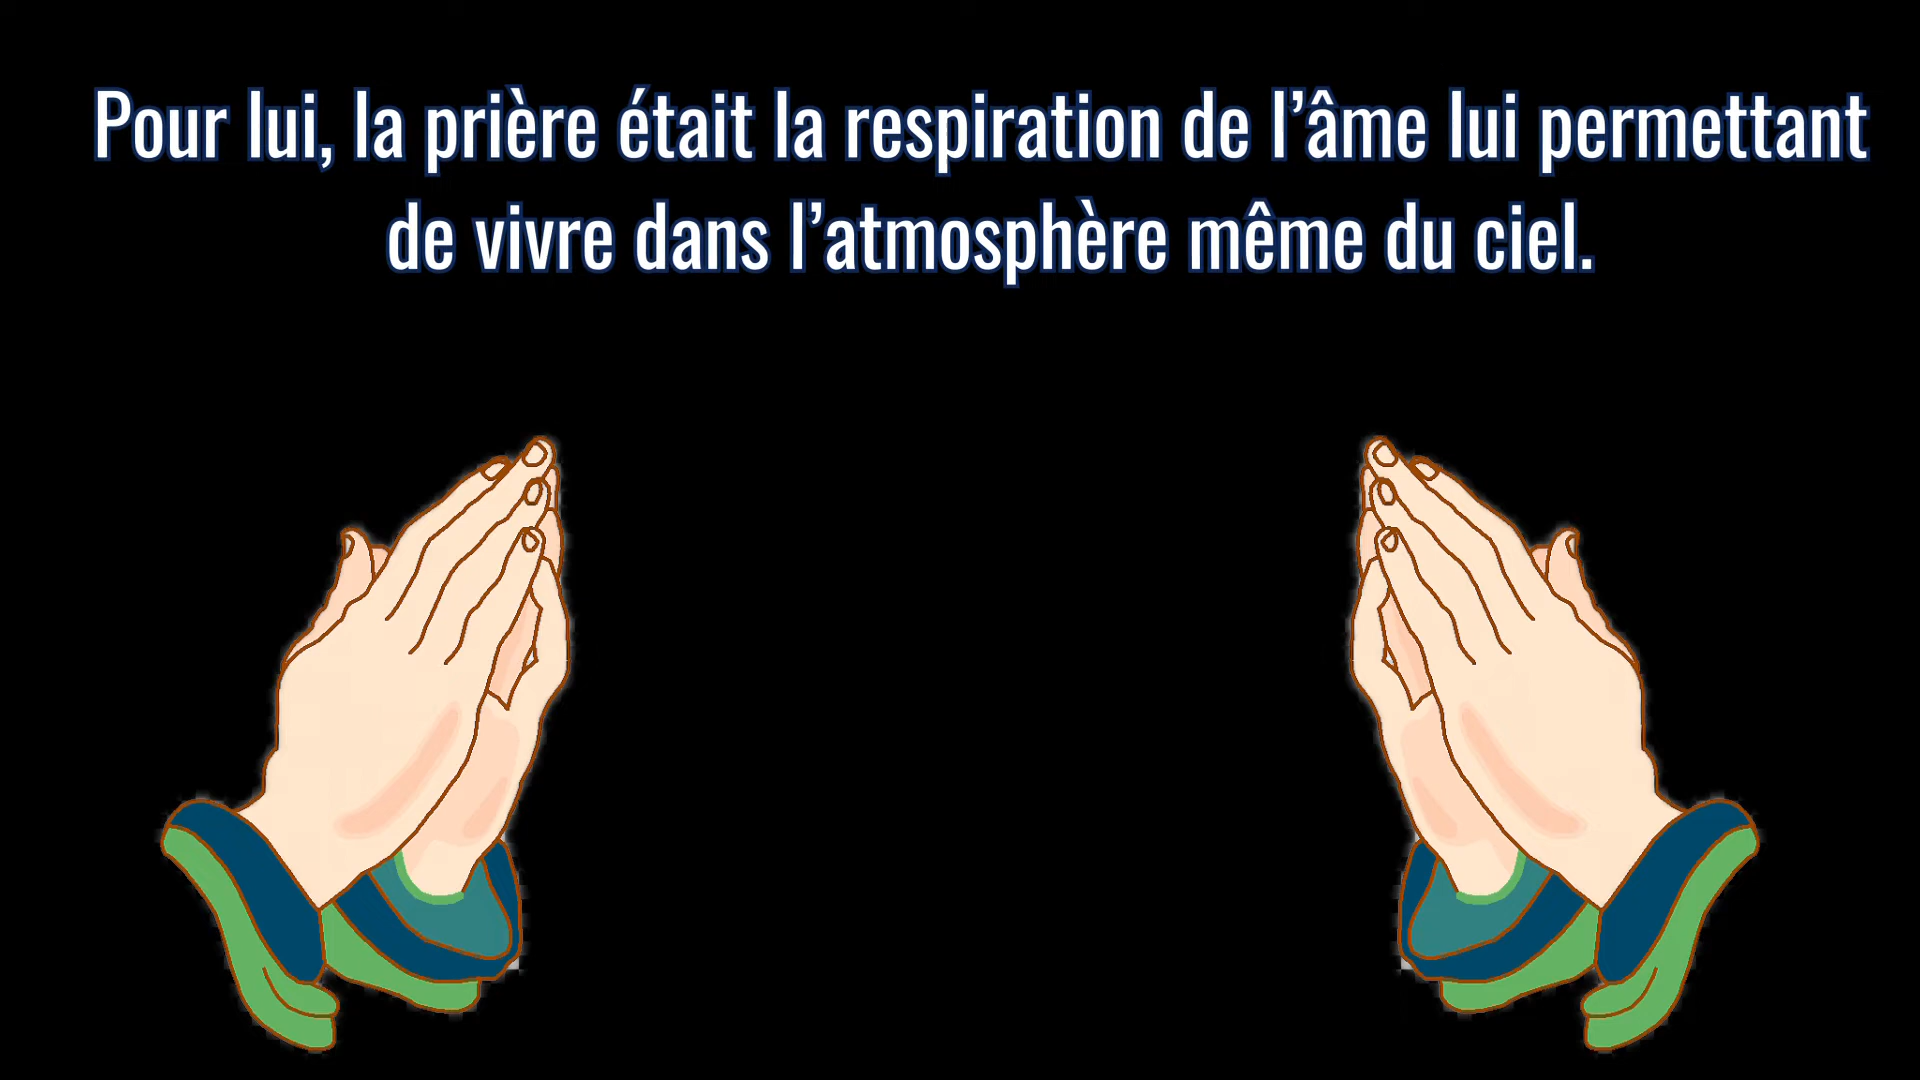 Pour lui, la prière était la respiration de l’âme lui permettant
de vivre dans l’atmosphère même du ciel.